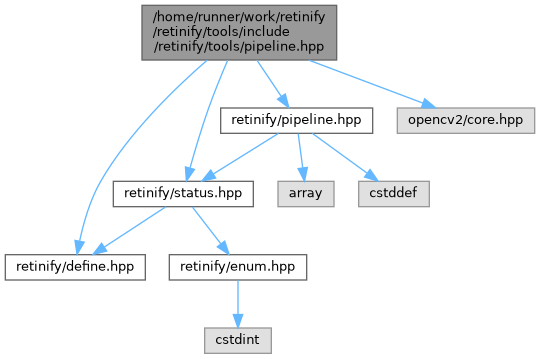 /home/runner/work/retinify
/retinify/tools/include
/retinify/tools/pipeline.hpp
retinify/pipeline.hpp
opencv2/core.hpp
retinify/status.hpp
array
cstddef
retinify/define.hpp
retinify/enum.hpp
cstdint